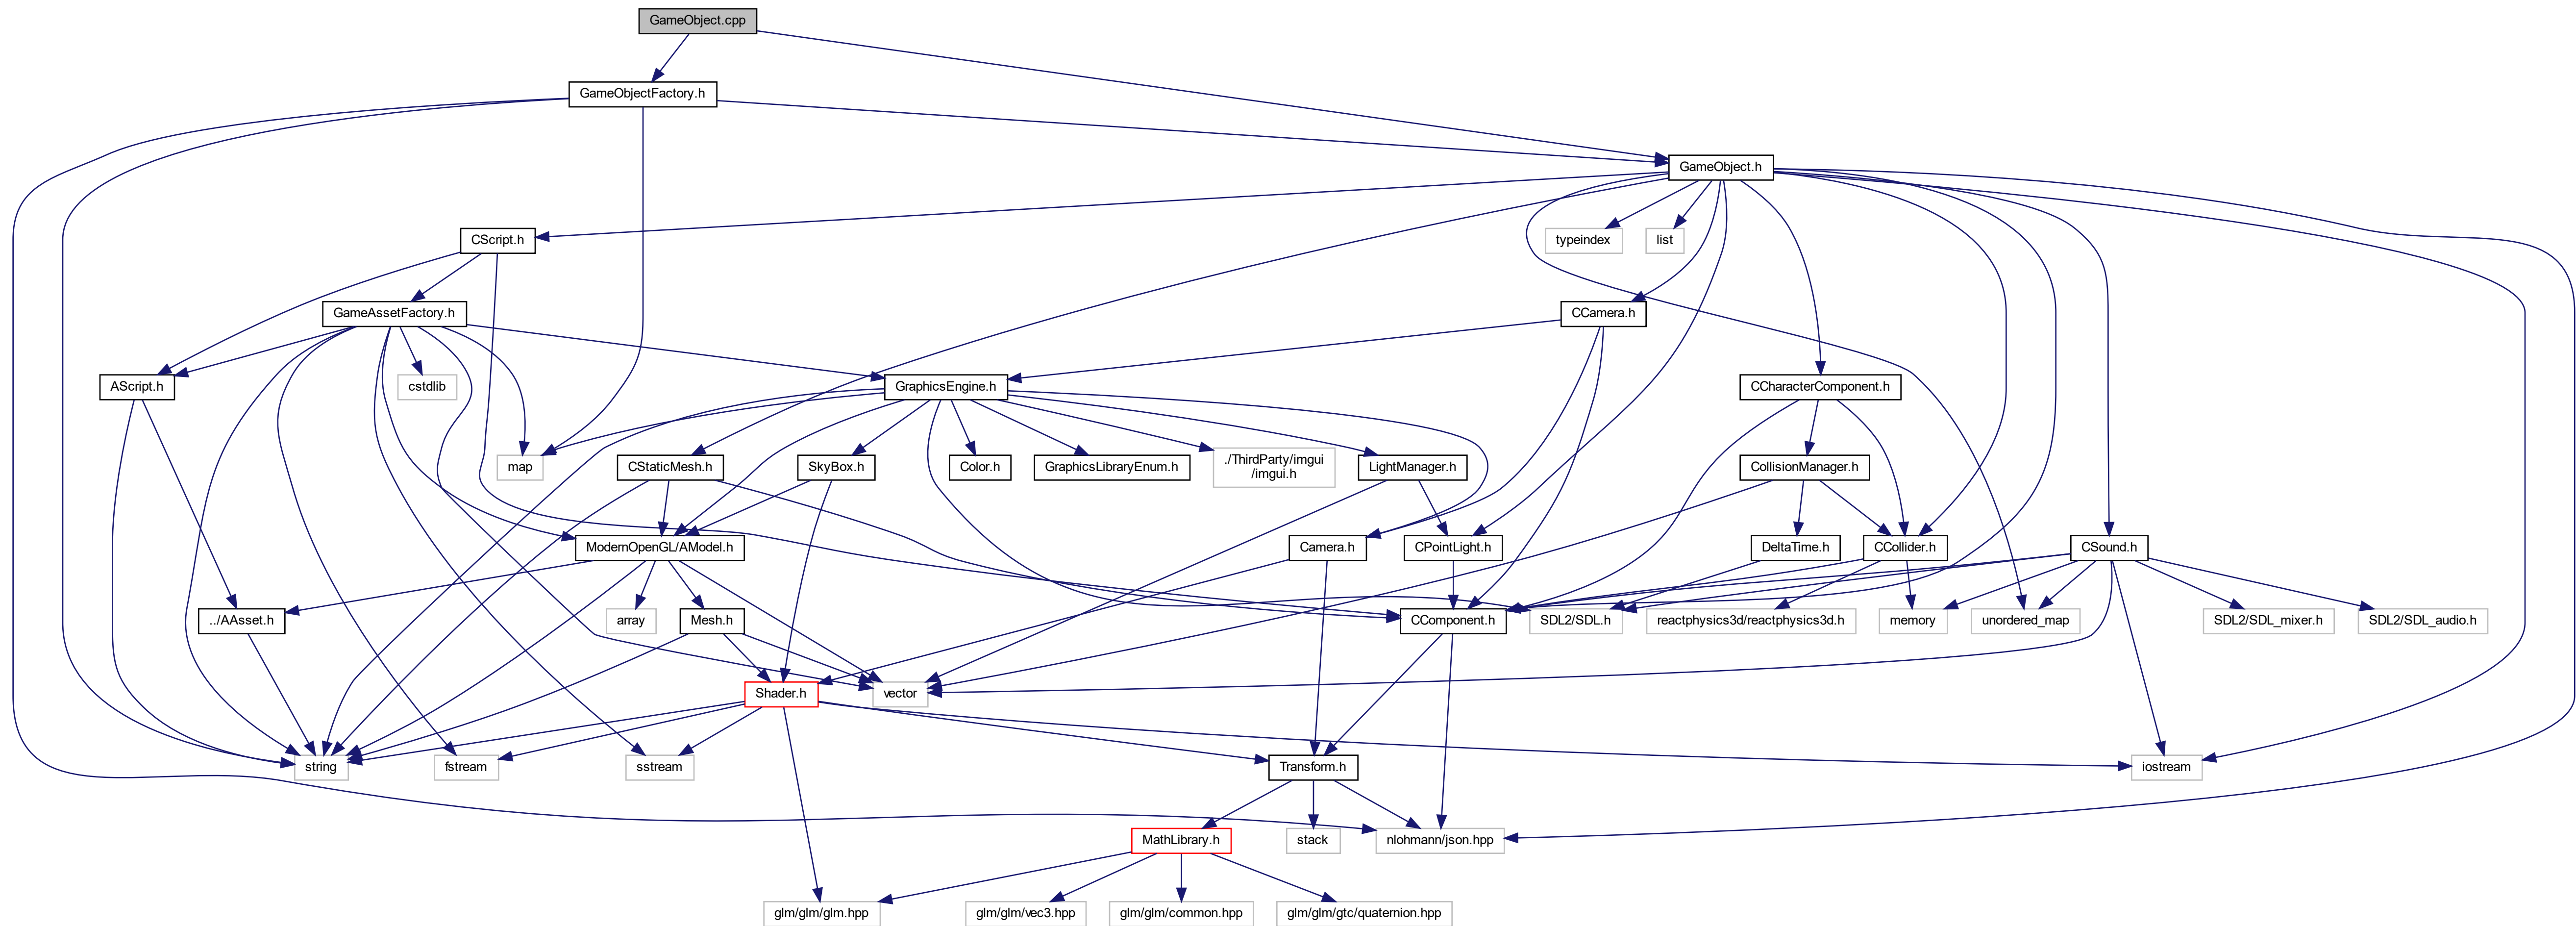 GameObject.cpp
GameObjectFactory.h
GameObject.h
CScript.h
typeindex
list
GameAssetFactory.h
CCamera.h
AScript.h
cstdlib
GraphicsEngine.h
CCharacterComponent.h
map
CStaticMesh.h
SkyBox.h
Color.h
GraphicsLibraryEnum.h
./ThirdParty/imgui
/imgui.h
LightManager.h
CollisionManager.h
ModernOpenGL/AModel.h
Camera.h
CPointLight.h
DeltaTime.h
CCollider.h
CSound.h
../AAsset.h
array
Mesh.h
CComponent.h
SDL2/SDL.h
reactphysics3d/reactphysics3d.h
memory
unordered_map
SDL2/SDL_mixer.h
SDL2/SDL_audio.h
Shader.h
vector
string
fstream
sstream
Transform.h
iostream
MathLibrary.h
stack
nlohmann/json.hpp
glm/glm/glm.hpp
glm/glm/vec3.hpp
glm/glm/common.hpp
glm/glm/gtc/quaternion.hpp